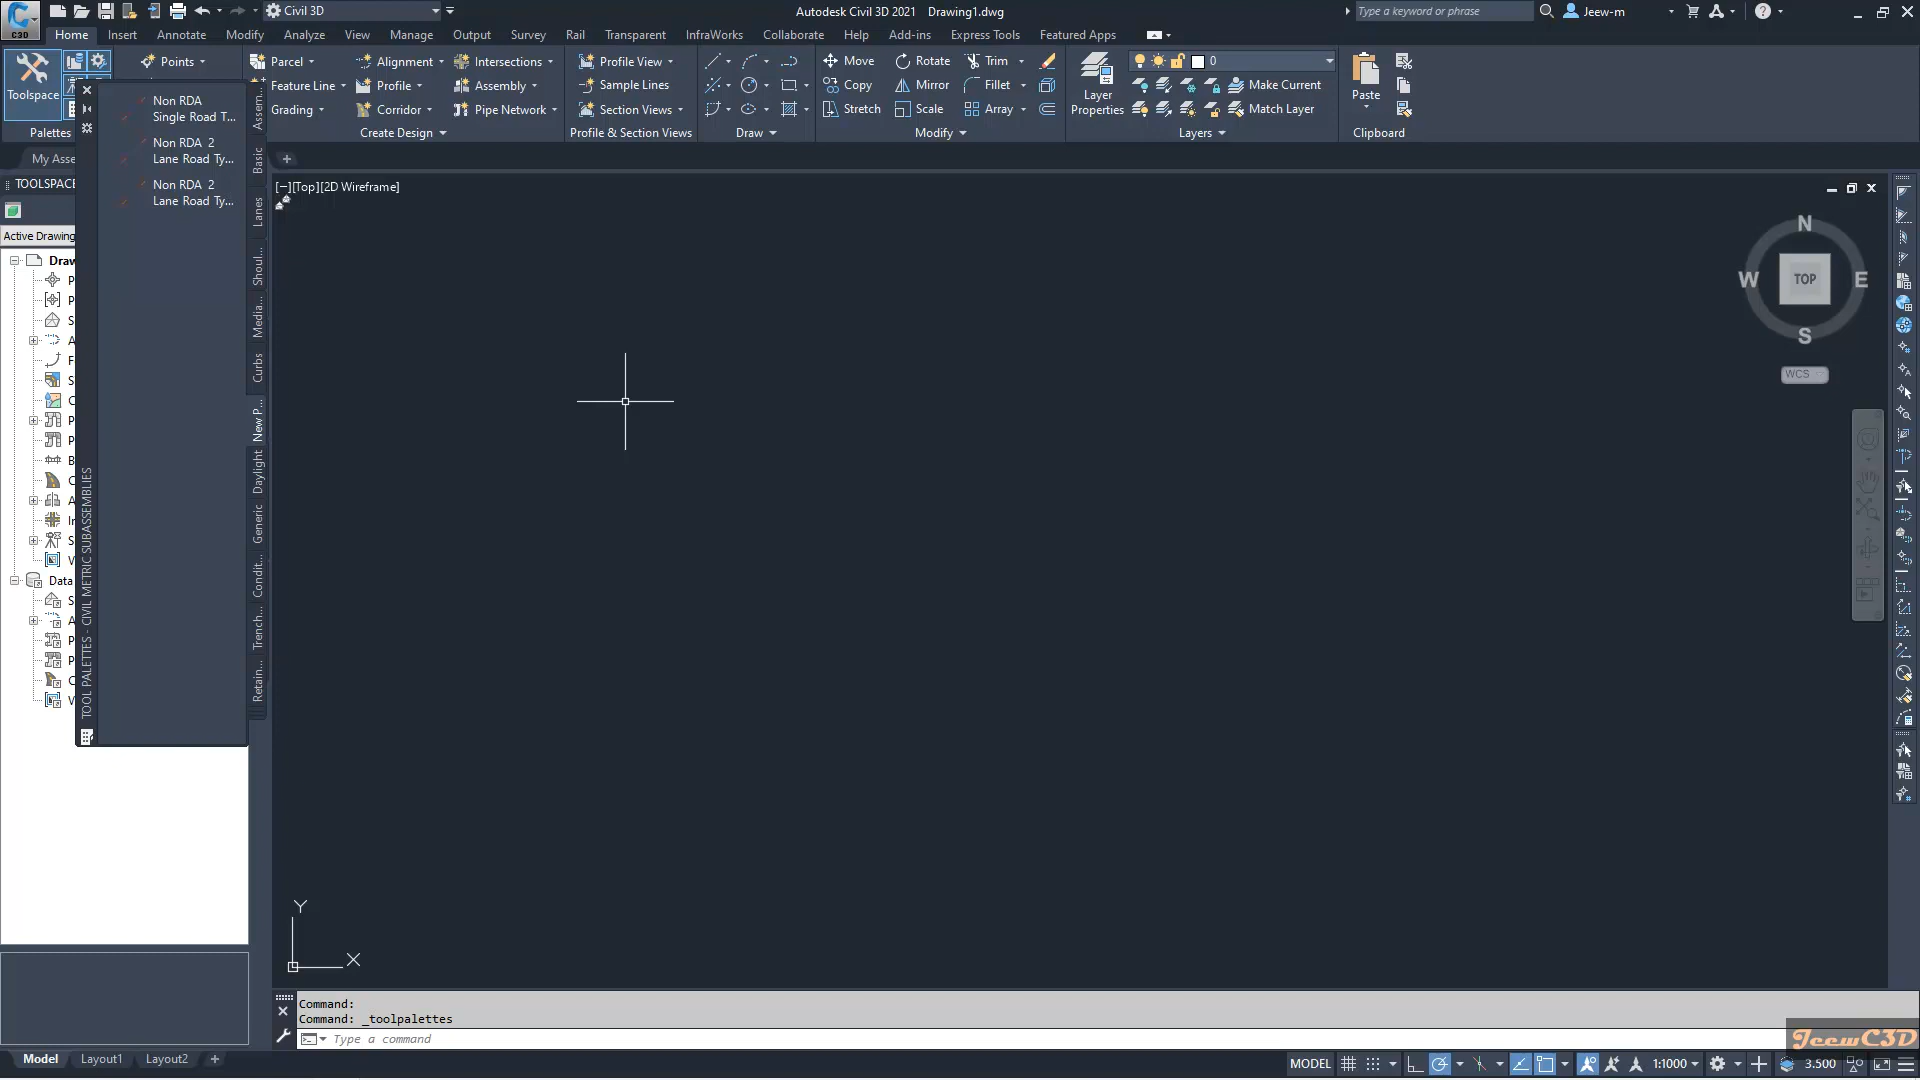 Civil 3D
Autodesk Civil 3D 2021 Drawing1.dwg
Type a keyword or phrase
Jeew-m
C3D
Home Insert Annotate Modify Analyze View Manage Output Survey Rail Transparent InfraWorks Collaborate Help Add-ins Express Tools Featured Apps
Toolspace
Palettes
Points
Parcel
Feature Line
Grading
Alignment
Profile
Corridor
Intersections
Assembly
Pipe Network
Create Design
Profile View
Sample Lines
Section Views
Profile & Section Views
Draw
Move
Copy
Stretch
Rotate
Mirror
Scale
Trim
Fillet
Array
Modify
Layer
Properties
0
Make Current
Match Layer
Layers
Paste
Clipboard
My Asse
TOOLSPACE
Active Drawing
Draw
P
P
S
A
F
S
C
P
P
B
C
A
In
S
V
Data
S
A
P
P
C
V
Non RDA
Single Road T...
Non RDA 2
Lane Road Ty...
Non RDA 2
Lane Road Ty...
TOOL PALETTES - CIVIL METRIC SUBASSEMBLIES
Assem...
Basic
Lanes
Shoul...
Media...
Curbs
New P...
Daylight
Generic
Condit...
Trench...
Retain...
[−][Top][2D Wireframe]
N
W TOP E
S
WCS
Y
X
Command:
Command: _toolpalettes
Type a command
JeewC3D
Model Layout1 Layout2
MODEL 1:1000 3.500